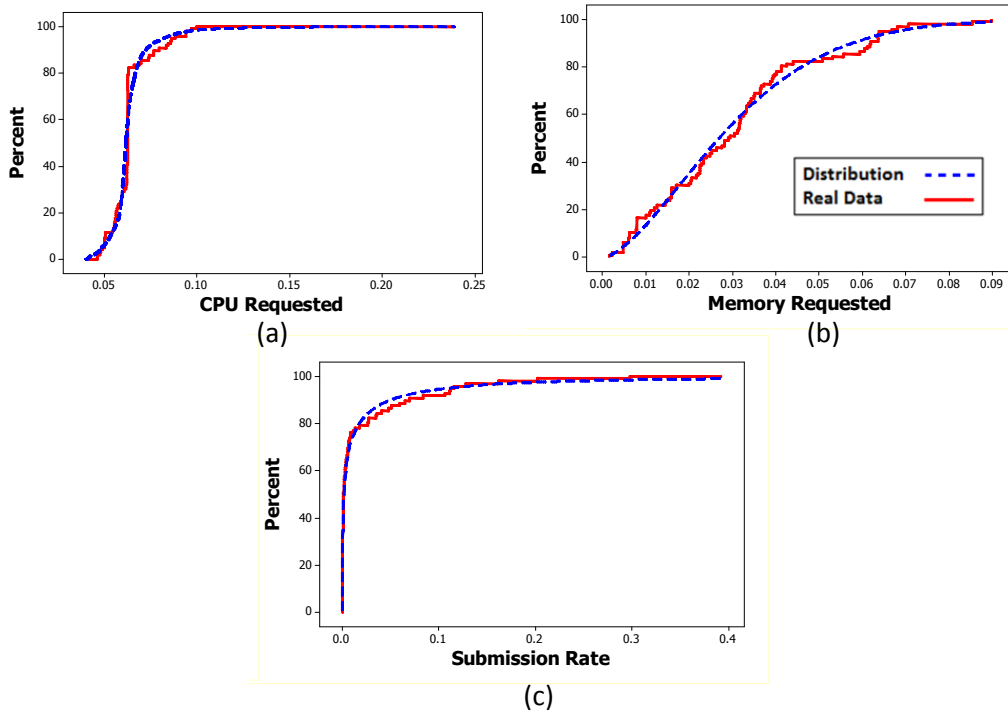 100
80
60
40
20
0
Percent
0.05 0.10 0.15 0.20 0.25
CPU Requested
(a)
100
80
60
40
20
0
Percent
Distribution
Real Data
0.00 0.01 0.02 0.03 0.04 0.05 0.06 0.07 0.08 0.09
Memory Requested
(b)
100
80
60
40
20
0
Percent
0.0 0.1 0.2 0.3 0.4
Submission Rate
(c)